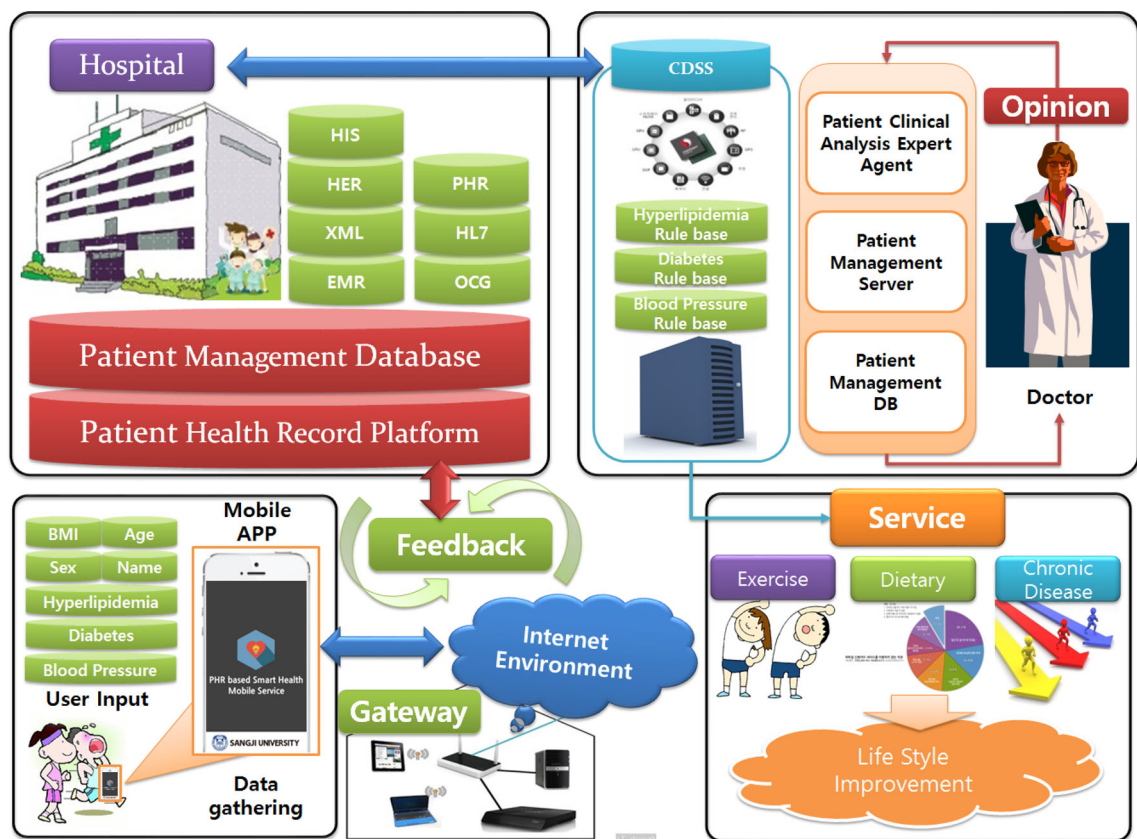 Hospital
HIS
HER
PHR
XML
HL7
EMR
OCG
Patient Management Database
Patient Health Record Platform
CDSS
Hyperlipidemia
Rule base
Diabetes
Rule base
Blood Pressure
Rule base
Patient Clinical
Analysis Expert
Agent
Patient
Management
Server
Patient
Management
DB
Opinion
Doctor
Feedback
Mobile
APP
BMI
Age
Sex
Name
Hyperlipidemia
Diabetes
Blood Pressure
User Input
PHR based Smart Health
Mobile Service
SANGJI UNIVERSITY
Data
gathering
Internet
Environment
Gateway
Service
Exercise
Dietary
Chronic
Disease
Life Style
Improvement